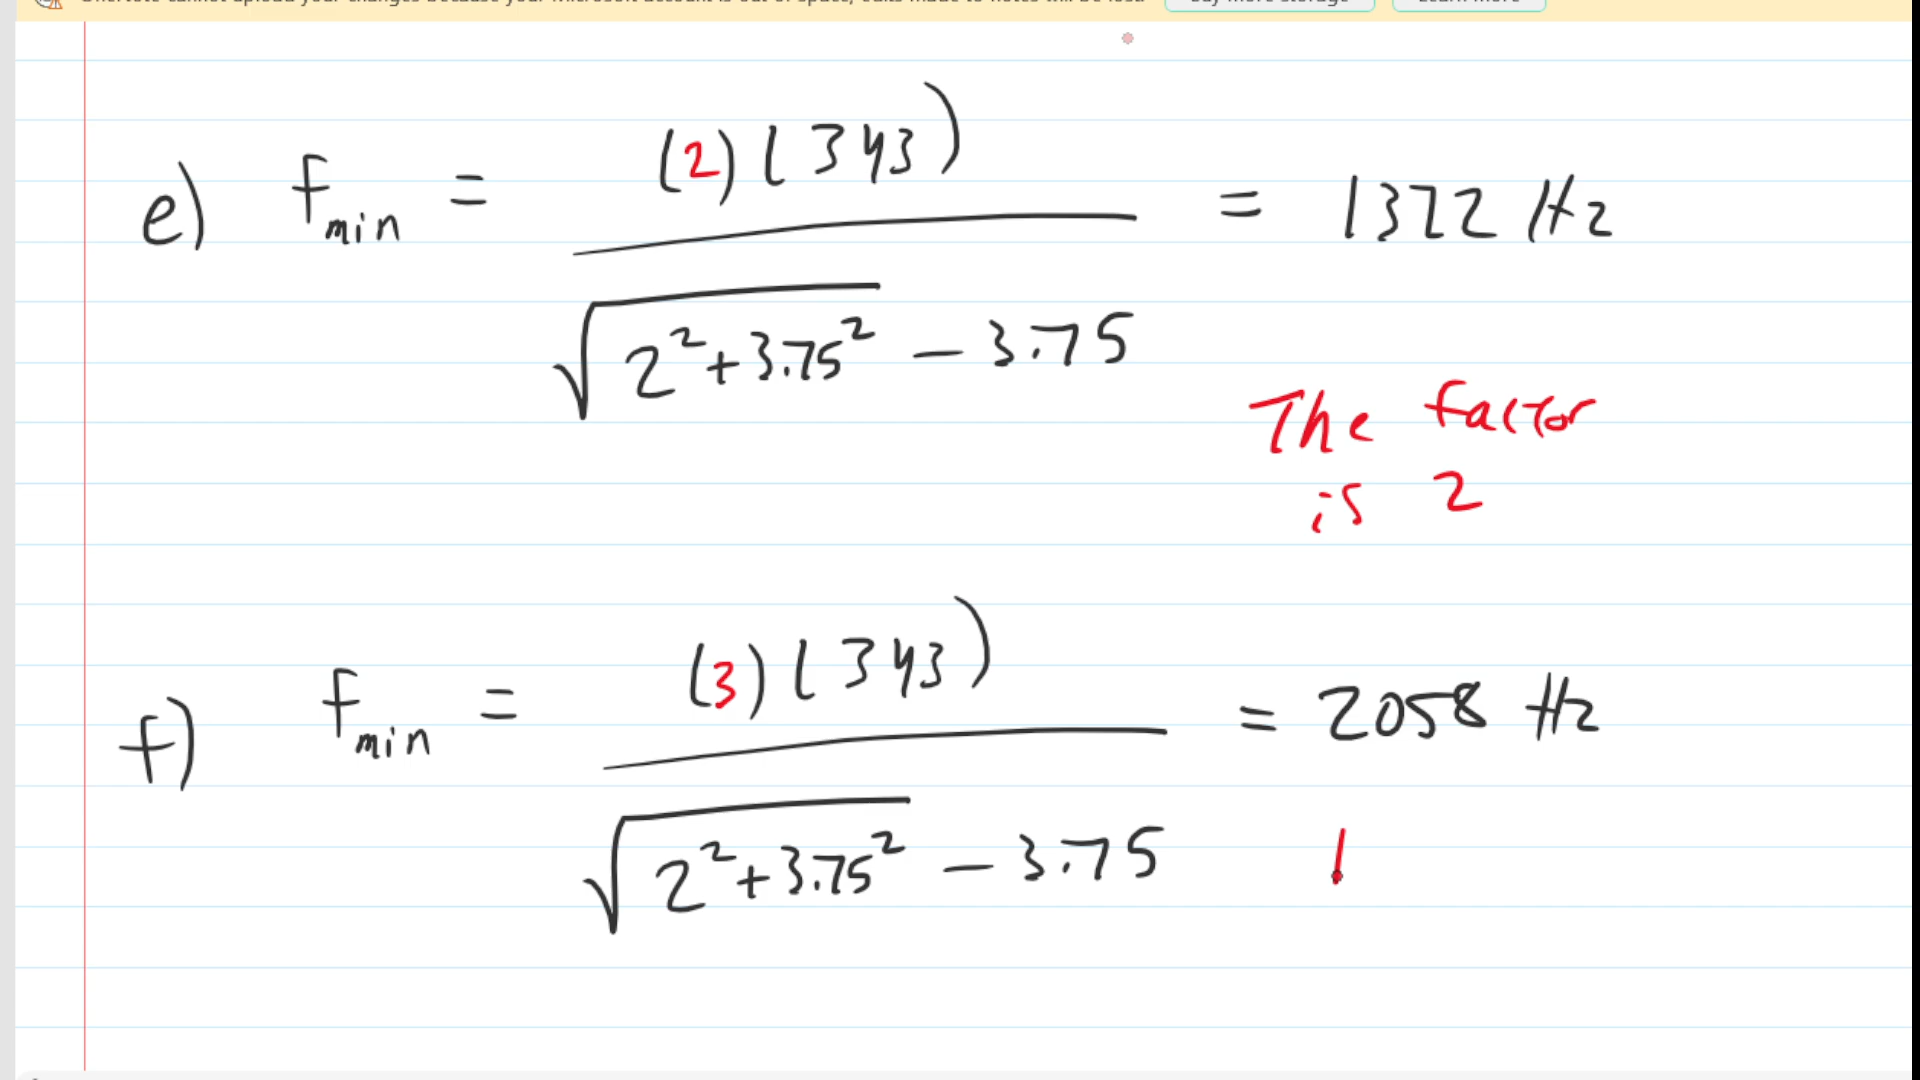 e) f_min = (2)(343) / √(2² + 3.75²) − 3.75 = 1372 Hz
The factor
is 2
f) f_min = (3)(343) / √(2² + 3.75²) − 3.75 = 2058 Hz